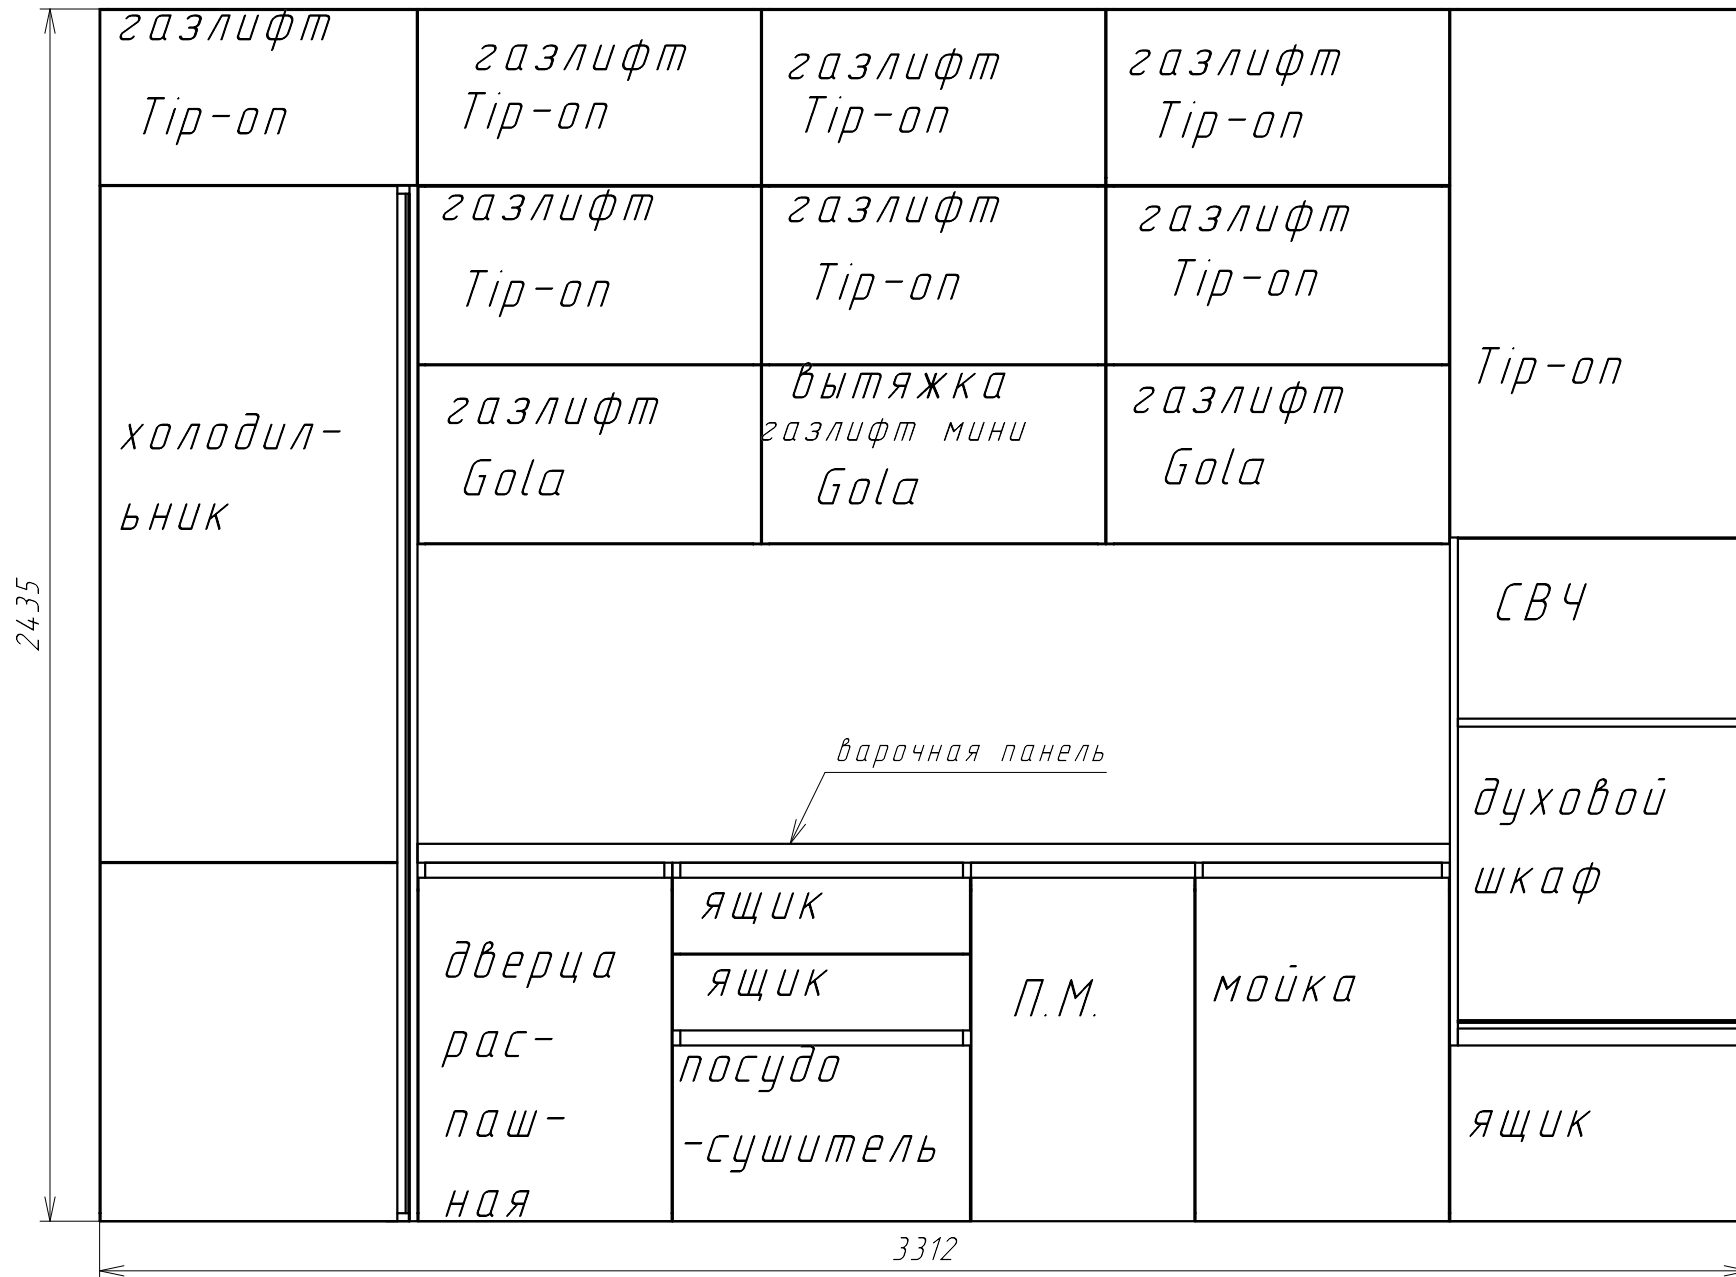 газлифт
Tip-on
газлифт
Tip-on
газлифт
Tip-on
газлифт
Tip-on
газлифт
Tip-on
газлифт
Tip-on
газлифт
Tip-on
Tip-on
холодил-
ьник
газлифт
Gola
вытяжка
газлифт мини
Gola
газлифт
Gola
СВЧ
2435
варочная панель
духовой
шкаф
дверца
рас-
паш-
ная
ящик
ящик
посудо
-сушитель
П.М.
мойка
ящик
3312